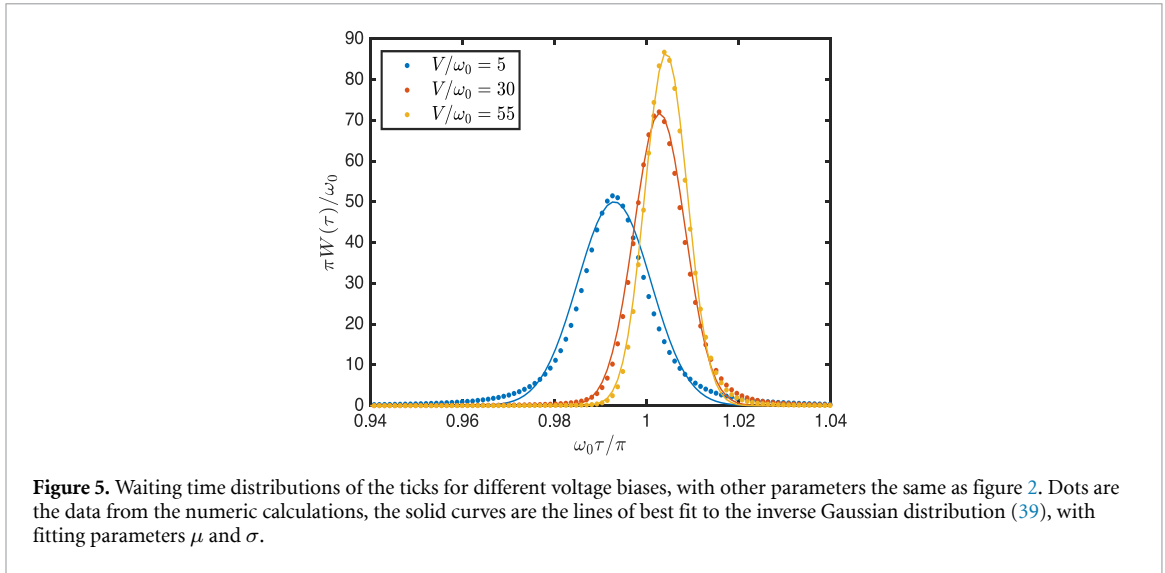 90
80
70
60
50
40
30
20
10
0
πW(τ)/ω₀
V/ω₀ = 5
V/ω₀ = 30
V/ω₀ = 55
0.94 0.96 0.98 1 1.02 1.04
ω₀τ/π
Figure 5. Waiting time distributions of the ticks for different voltage biases, with other parameters the same as figure 2. Dots are
the data from the numeric calculations, the solid curves are the lines of best fit to the inverse Gaussian distribution (39), with
fitting parameters μ and σ.